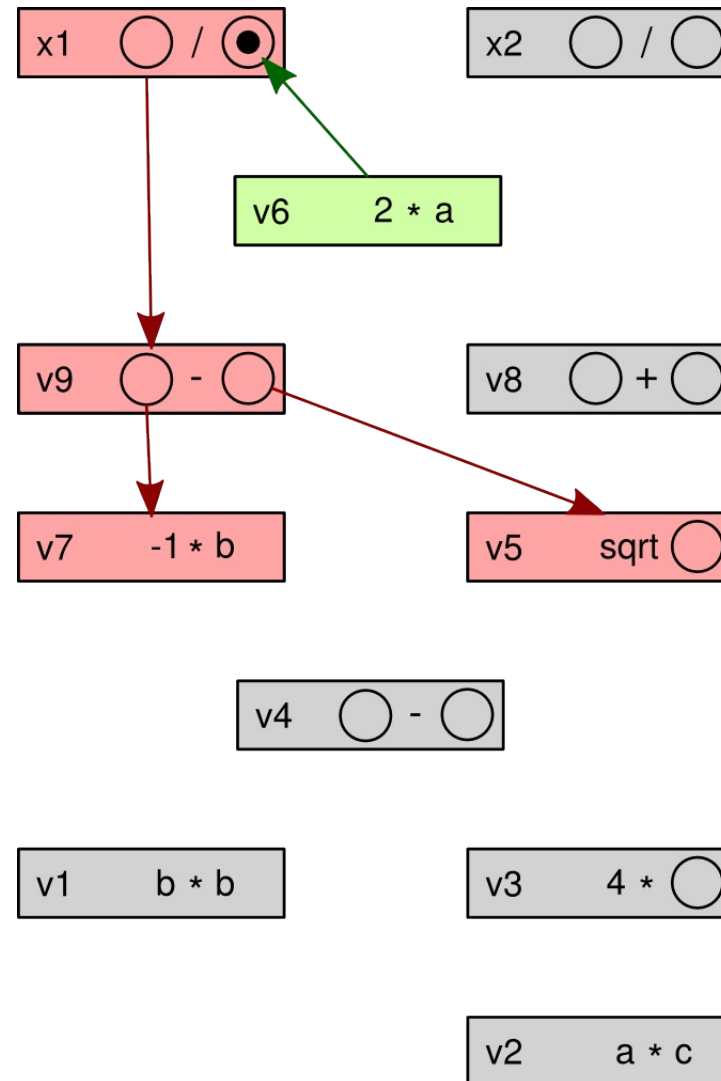 x1 /
x2 /
v6 2 * a
v9 -
v8 +
v7 -1 * b
v5 sqrt
v4 -
v1 b * b
v3 4 *
v2 a * c